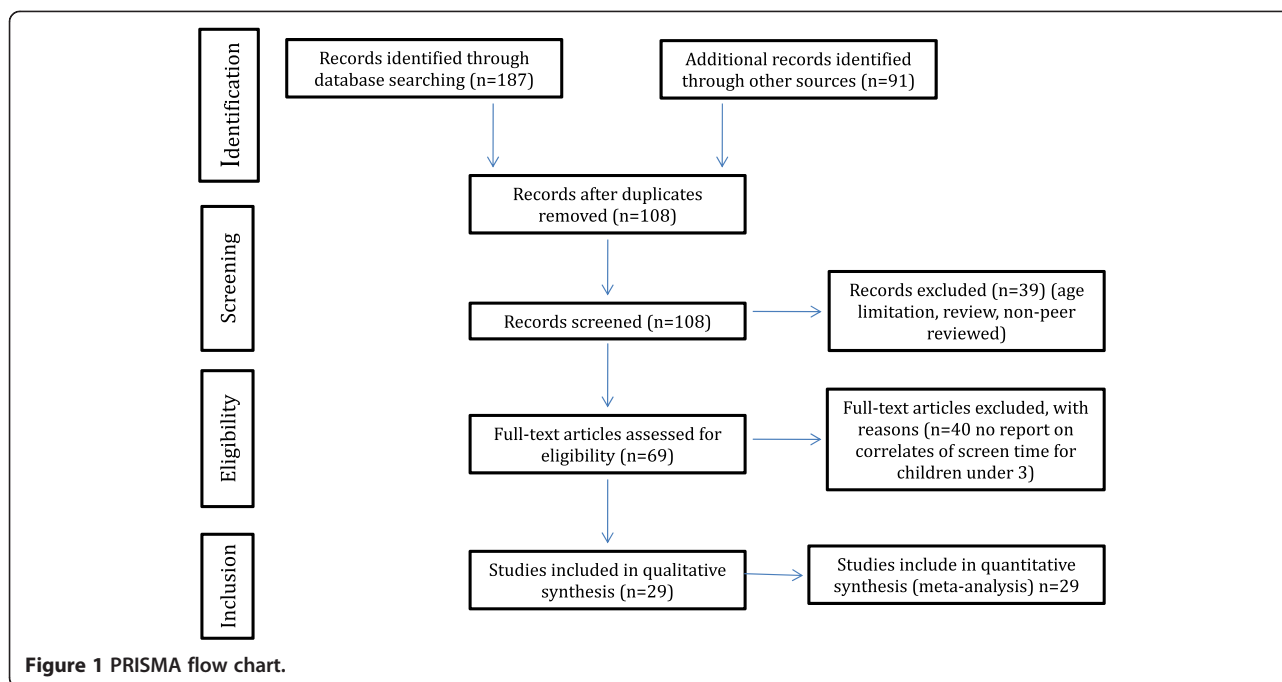 Identification
Records identified through
database searching (n=187)
Additional records identified
through other sources (n=91)
Records after duplicates
removed (n=108)
Screening
Records screened (n=108)
Records excluded (n=39) (age
limitation, review, non-peer
reviewed)
Eligibility
Full-text articles assessed for
eligibility (n=69)
Full-text articles excluded, with
reasons (n=40 no report on
correlates of screen time for
children under 3)
Inclusion
Studies included in qualitative
synthesis (n=29)
Studies include in quantitative
synthesis (meta-analysis) n=29
Figure 1 PRISMA flow chart.